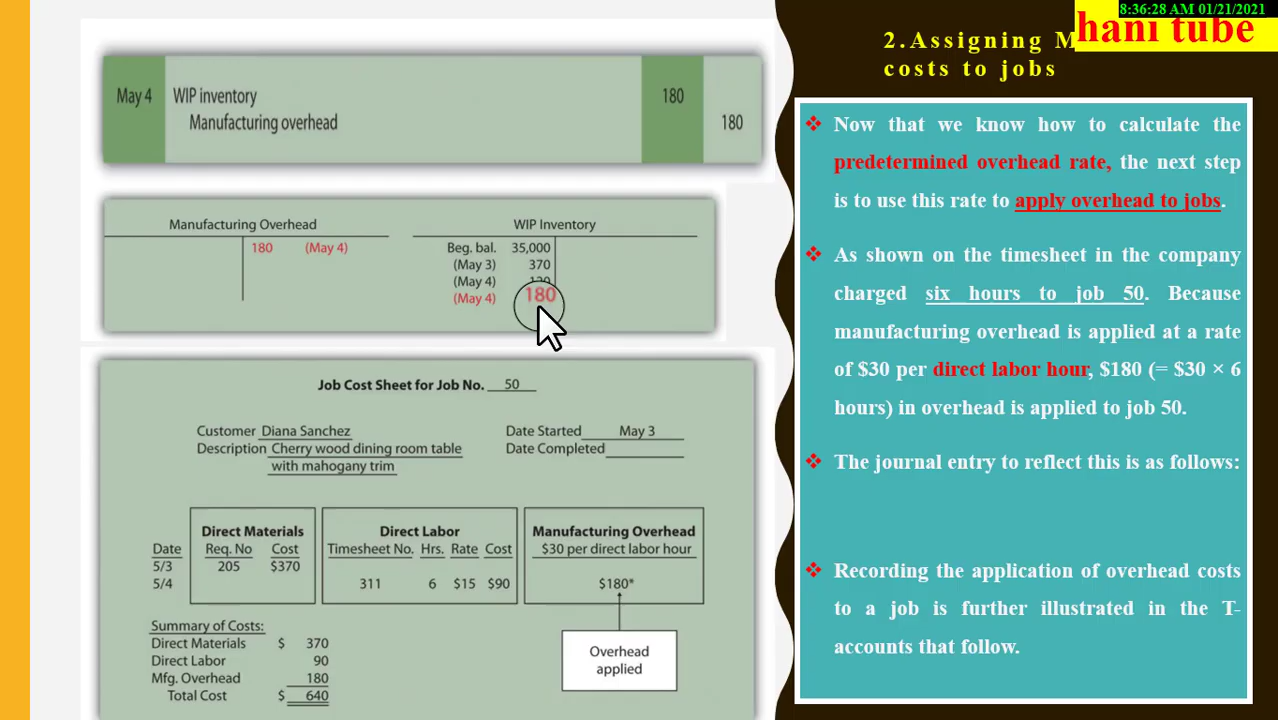 8:36:28 AM 01/21/2021
hani tube
2.Assigning M
costs to jobs
May 4 WIP inventory 180
Manufacturing overhead 180
Manufacturing Overhead
180 (May 4)
WIP Inventory
Beg. bal. 35,000
(May 3) 370
(May 4)
(May 4) 180
Job Cost Sheet for Job No. 50
Customer Diana Sanchez
Description Cherry wood dining room table
with mahogany trim
Date Started May 3
Date Completed
Direct Materials Direct Labor Manufacturing Overhead
Date Req. No Cost Timesheet No. Hrs. Rate Cost $30 per direct labor hour
5/3 205 $370
5/4 311 6 $15 $90 $180*
Overhead
applied
Summary of Costs:
Direct Materials $ 370
Direct Labor 90
Mfg. Overhead 180
Total Cost $ 640
Now that we know how to calculate the
predetermined overhead rate, the next step
is to use this rate to apply overhead to jobs.
As shown on the timesheet in the company
charged six hours to job 50. Because
manufacturing overhead is applied at a rate
of $30 per direct labor hour, $180 (= $30 × 6
hours) in overhead is applied to job 50.
The journal entry to reflect this is as follows:
Recording the application of overhead costs
to a job is further illustrated in the T-
accounts that follow.